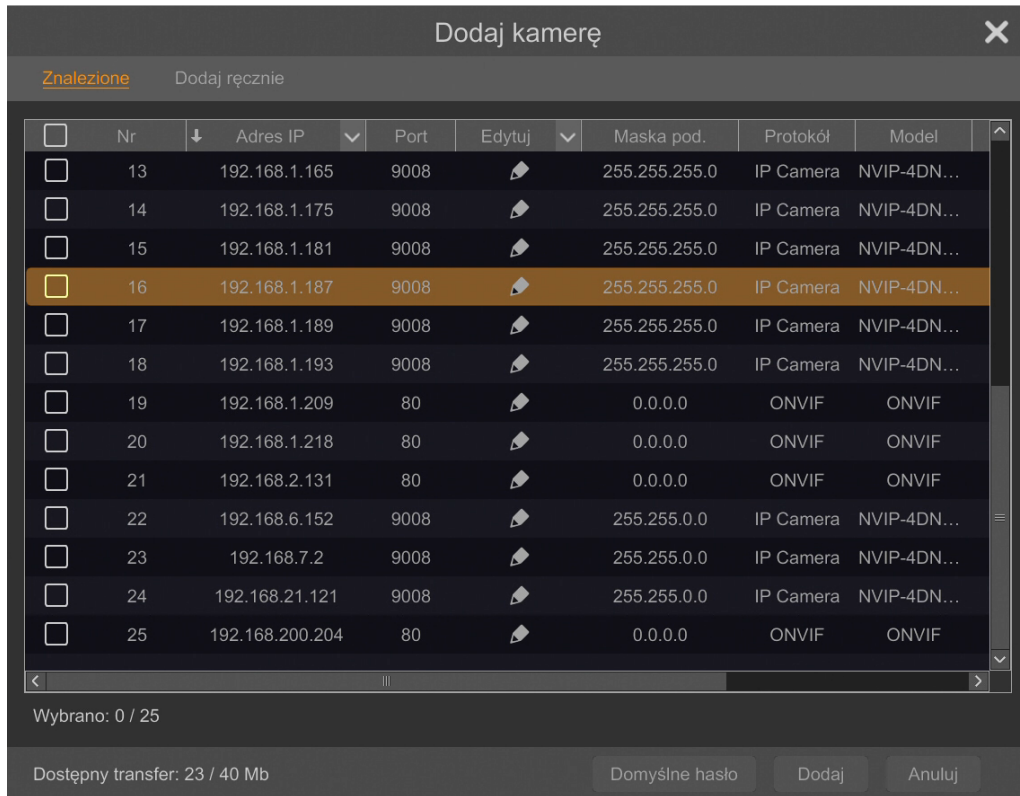 Dodaj kamerę
Znalezione Dodaj ręcznie
Nr Adres IP Port Edytuj Maska pod. Protokół Model
13 192.168.1.165 9008 255.255.255.0 IP Camera NVIP-4DN...
14 192.168.1.175 9008 255.255.255.0 IP Camera NVIP-4DN...
15 192.168.1.181 9008 255.255.255.0 IP Camera NVIP-4DN...
16 192.168.1.187 9008 255.255.255.0 IP Camera NVIP-4DN...
17 192.168.1.189 9008 255.255.255.0 IP Camera NVIP-4DN...
18 192.168.1.193 9008 255.255.255.0 IP Camera NVIP-4DN...
19 192.168.1.209 80 0.0.0.0 ONVIF ONVIF
20 192.168.1.218 80 0.0.0.0 ONVIF ONVIF
21 192.168.2.131 80 0.0.0.0 ONVIF ONVIF
22 192.168.6.152 9008 255.255.0.0 IP Camera NVIP-4DN...
23 192.168.7.2 9008 255.255.0.0 IP Camera NVIP-4DN...
24 192.168.21.121 9008 255.255.0.0 IP Camera NVIP-4DN...
25 192.168.200.204 80 0.0.0.0 ONVIF ONVIF
Wybrano: 0 / 25
Dostępny transfer: 23 / 40 Mb Domyślne hasło Dodaj Anuluj